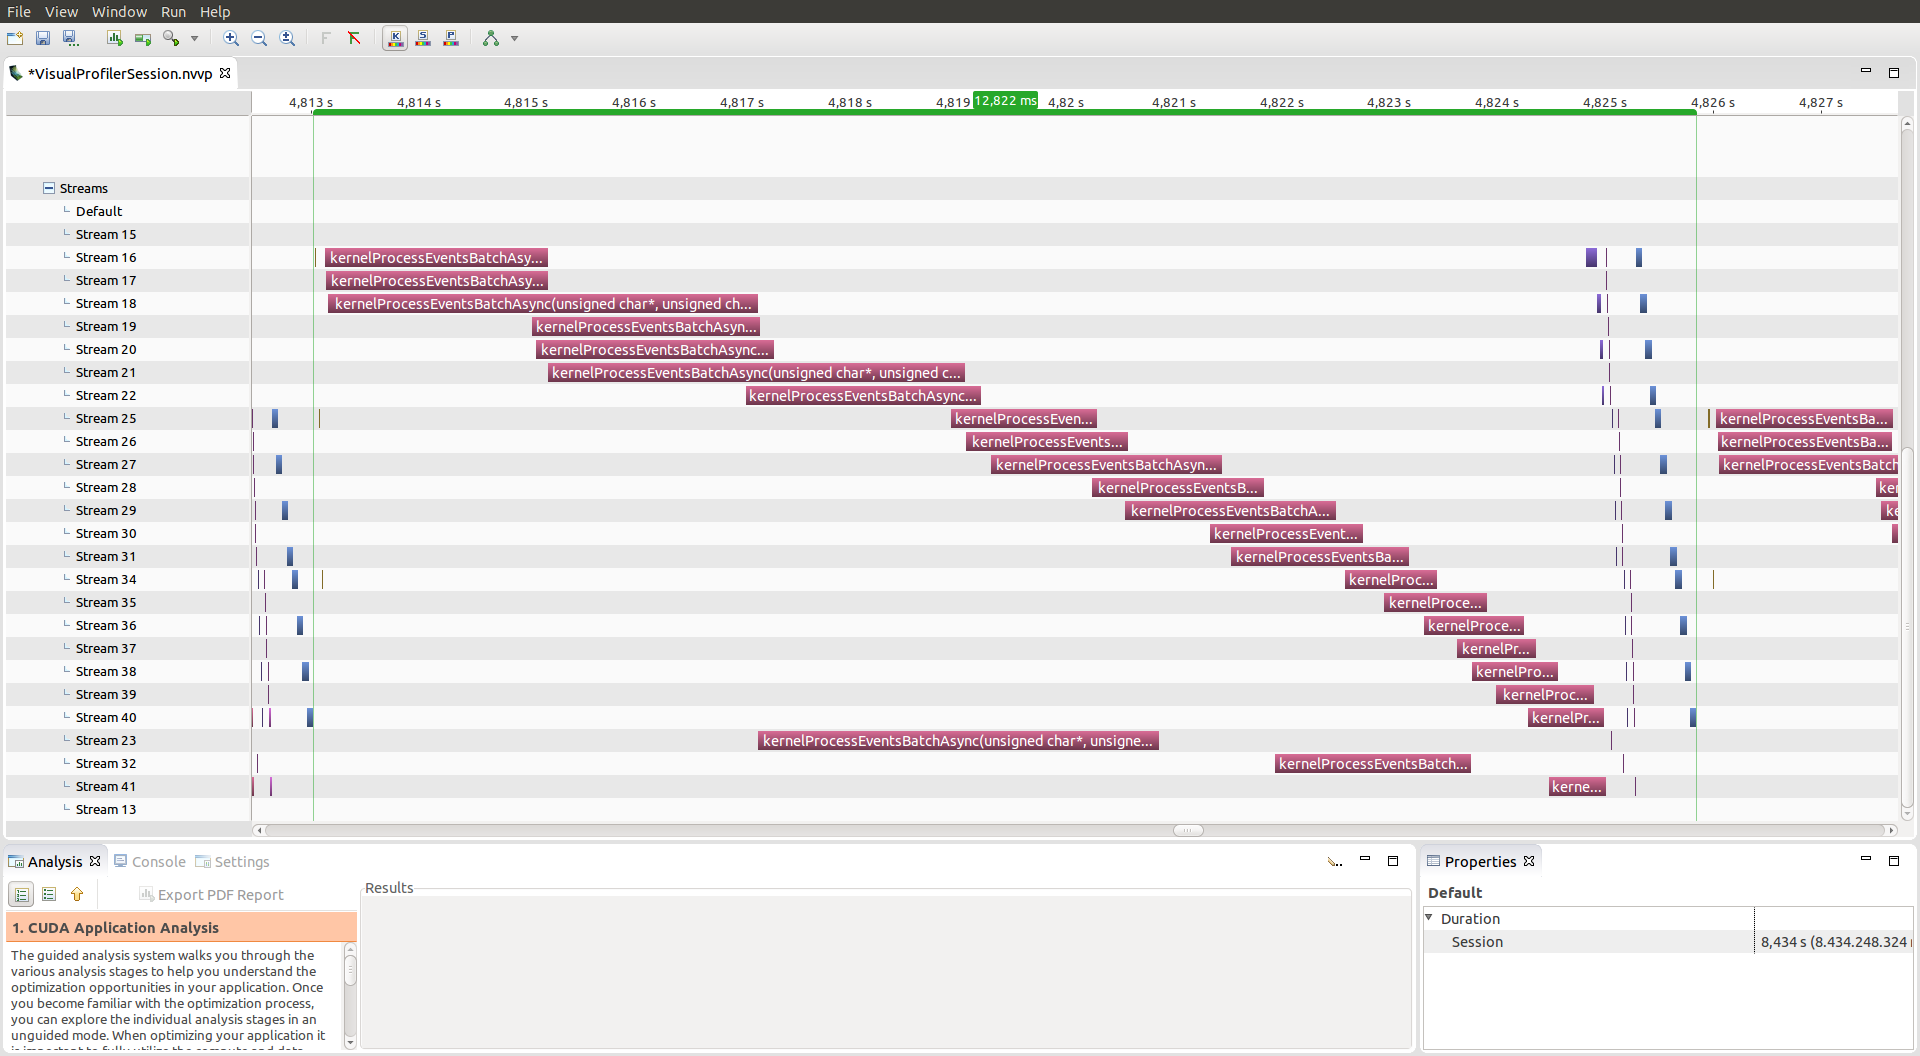 File View Window Run Help
*VisualProfilerSession.nvvp
4,813 s 4,814 s 4,815 s 4,816 s 4,817 s 4,818 s 4,819 12,822 ms 4,82 s 4,821 s 4,822 s 4,823 s 4,824 s 4,825 s 4,826 s 4,827 s
Streams
Default
Stream 15
Stream 16 kernelProcessEventsBatchAsy...
Stream 17 kernelProcessEventsBatchAsy...
Stream 18 kernelProcessEventsBatchAsync(unsigned char*, unsigned ch...
Stream 19 kernelProcessEventsBatchAsyn...
Stream 20 kernelProcessEventsBatchAsync...
Stream 21 kernelProcessEventsBatchAsync(unsigned char*, unsigned c...
Stream 22 kernelProcessEventsBatchAsync...
Stream 25 kernelProcessEven... kernelProcessEventsBa...
Stream 26 kernelProcessEvents... kernelProcessEventsBa...
Stream 27 kernelProcessEventsBatchAsyn... kernelProcessEventsBatch
Stream 28 kernelProcessEventsB... ker
Stream 29 kernelProcessEventsBatchA... ke
Stream 30 kernelProcessEvent...
Stream 31 kernelProcessEventsBa...
Stream 34 kernelProc...
Stream 35 kernelProce...
Stream 36 kernelProce...
Stream 37 kernelPr...
Stream 38 kernelPro...
Stream 39 kernelProc...
Stream 40 kernelPr...
Stream 23 kernelProcessEventsBatchAsync(unsigned char*, unsigne...
Stream 32 kernelProcessEventsBatch...
Stream 41 kerne...
Stream 13
Analysis Console Settings
Export PDF Report
1. CUDA Application Analysis
The guided analysis system walks you through the
various analysis stages to help you understand the
optimization opportunities in your application. Once
you become familiar with the optimization process,
you can explore the individual analysis stages in an
unguided mode. When optimizing your application it
Results
Properties
Default
Duration
Session 8,434 s (8.434.248.324